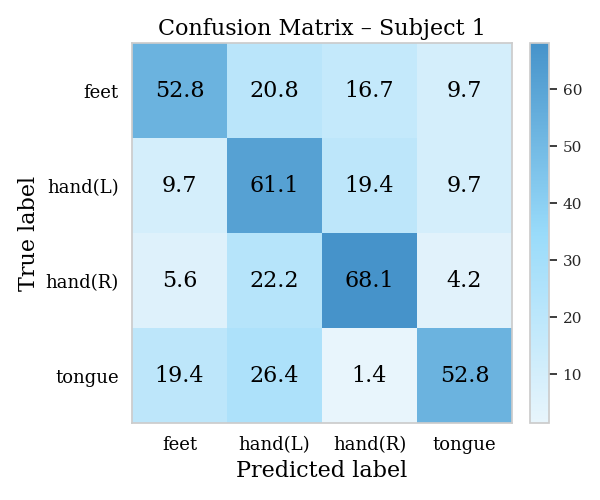 Confusion Matrix – Subject 1
True label
feet 52.8 20.8 16.7 9.7
hand(L) 9.7 61.1 19.4 9.7
hand(R) 5.6 22.2 68.1 4.2
tongue 19.4 26.4 1.4 52.8
feet hand(L) hand(R) tongue
Predicted label
60
50
40
30
20
10